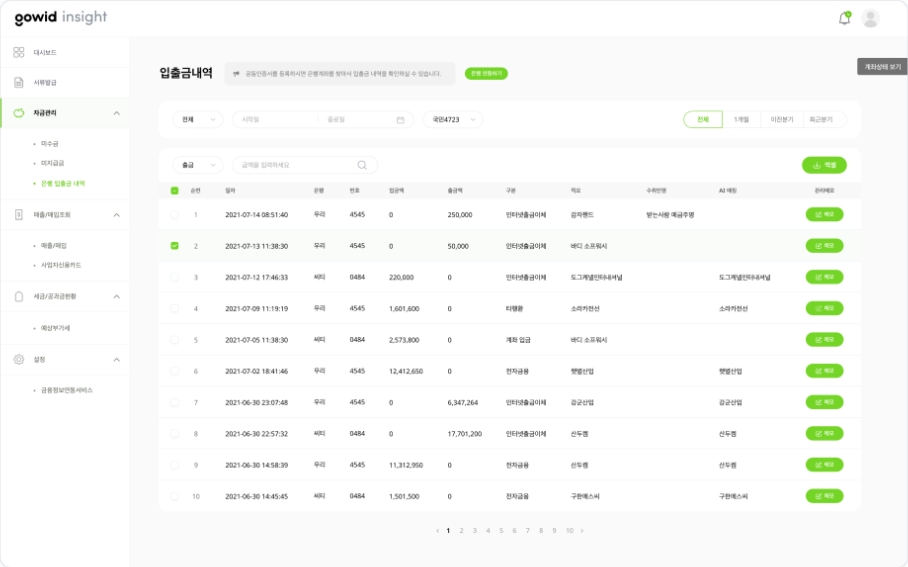 gowid insight
대시보드
서류발급
자금관리
미수금
미지급금
은행 입출금 내역
매출/매입조회
매출/매입
사업자신용카드
세금/공과금현황
예상부가세
설정
금융정보연동서비스
입출금내역
공동인증서를 등록하시면 은행계좌를 찾아서 입출금 내역을 확인하실 수 있습니다.
은행 연동하기
계좌상태 보기
전체 시작일 종료일 국민4723 전체 1개월 이전분기 최근분기
출금 금액을 입력하세요 엑셀
순번 일자 은행 번호 입금액 출금액 구분 적요 수취인명 AI 매칭 관리메모
1 2021-07-14 08:51:40 우리 4545 0 250,000 인터넷출금이체 감자랜드 받는사람 예금주명 메모
2 2021-07-13 11:38:30 우리 4545 0 50,000 인터넷출금이체 바디 소프워시 메모
3 2021-07-12 17:46:33 씨티 0484 220,000 0 인터넷출금이체 도그캐넬인터내셔널 도그캐넬인터내셔널 메모
4 2021-07-09 11:19:19 우리 4545 1,601,600 0 타행환 소라카전선 소라카전선 메모
5 2021-07-05 11:38:30 씨티 0484 2,573,800 0 계좌 입금 바디 소프워시 메모
6 2021-07-02 18:41:46 우리 4545 12,412,650 0 전자금융 햇별산업 햇별산업 메모
7 2021-06-30 23:07:48 우리 4545 0 6,347,264 인터넷출금이체 강군산업 강군산업 메모
8 2021-06-30 22:57:32 씨티 0484 0 17,701,200 인터넷출금이체 산두켐 산두켐 메모
9 2021-06-30 14:58:39 우리 4545 11,312,950 0 전자금융 산두켐 산두켐 메모
10 2021-06-30 14:45:45 씨티 0484 1,501,500 0 전자금융 구한에스씨 구한에스씨 메모
1 2 3 4 5 6 7 8 9 10